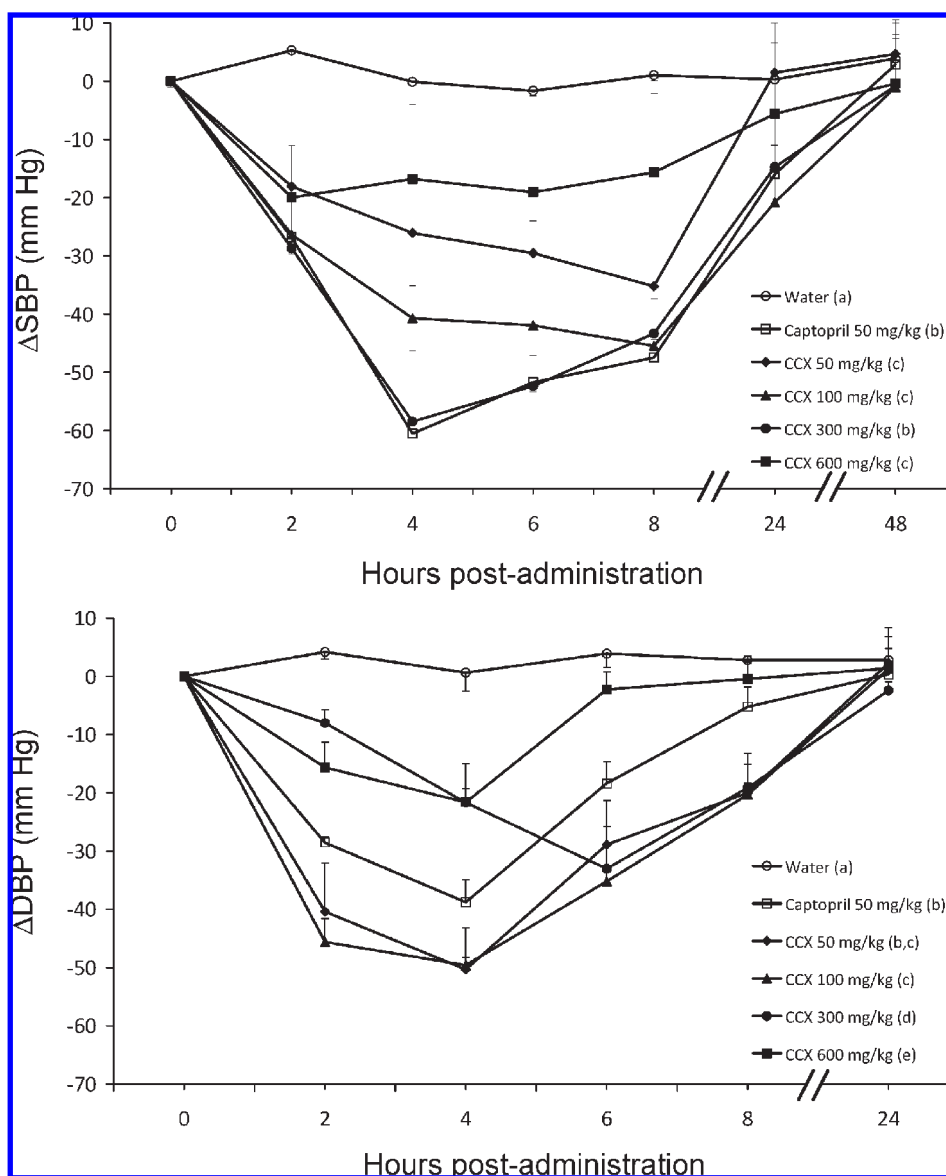 10
0
-10
-20
-30
-40
-50
-60
-70
ΔSBP (mm Hg)
Water (a)
Captopril 50 mg/kg (b)
CCX 50 mg/kg (c)
CCX 100 mg/kg (c)
CCX 300 mg/kg (b)
CCX 600 mg/kg (c)
0 2 4 6 8 24 48
Hours post-administration
10
0
-10
-20
-30
-40
-50
-60
-70
ΔDBP (mm Hg)
Water (a)
Captopril 50 mg/kg (b)
CCX 50 mg/kg (b,c)
CCX 100 mg/kg (c)
CCX 300 mg/kg (d)
CCX 600 mg/kg (e)
0 2 4 6 8 24
Hours post-administration